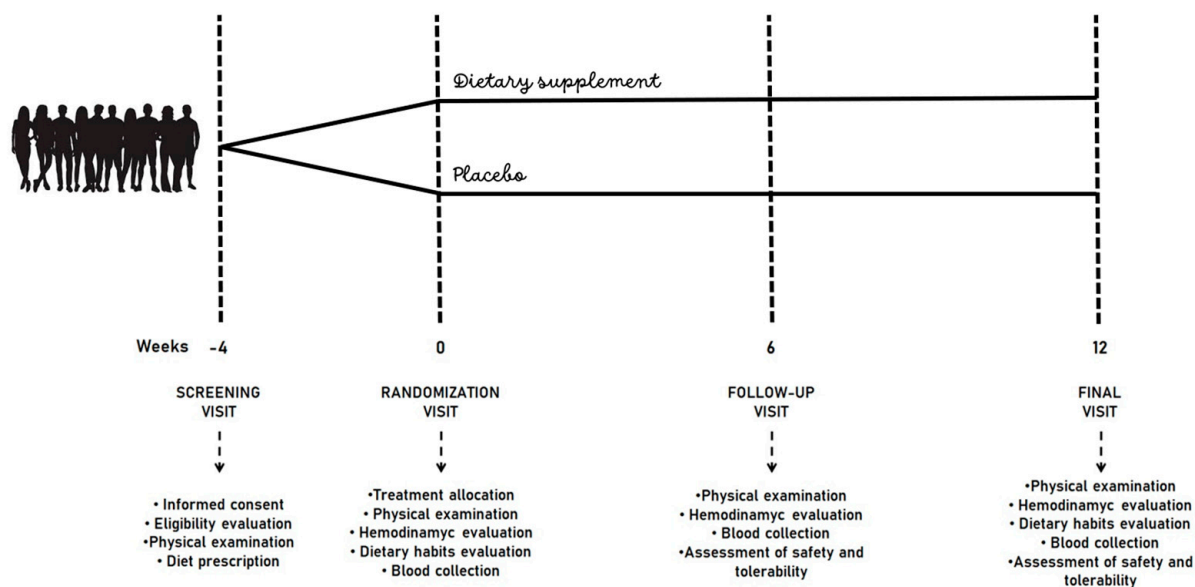 Dietary supplement
Placebo
Weeks -4 0 6 12
SCREENING
VISIT
RANDOMIZATION
VISIT
FOLLOW-UP
VISIT
FINAL
VISIT
• Informed consent
• Eligibility evaluation
•Physical examination
• Diet prescription
•Treatment allocation
• Physical examination
• Hemodinamyc evaluation
• Dietary habits evaluation
• Blood collection
•Physical examination
• Hemodinamyc evaluation
• Blood collection
•Assessment of safety and
tolerability
•Physical examination
• Hemodinamyc evaluation
• Dietary habits evaluation
• Blood collection
•Assessment of safety and
tolerability